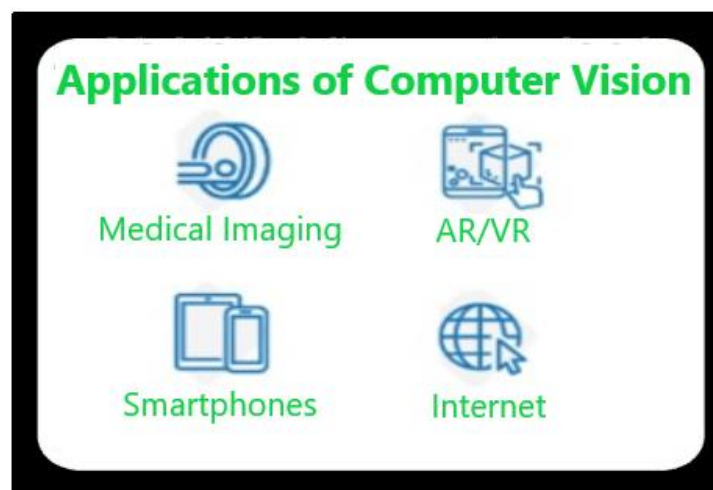 Applications of Computer Vision
Medical Imaging
AR/VR
Smartphones
Internet